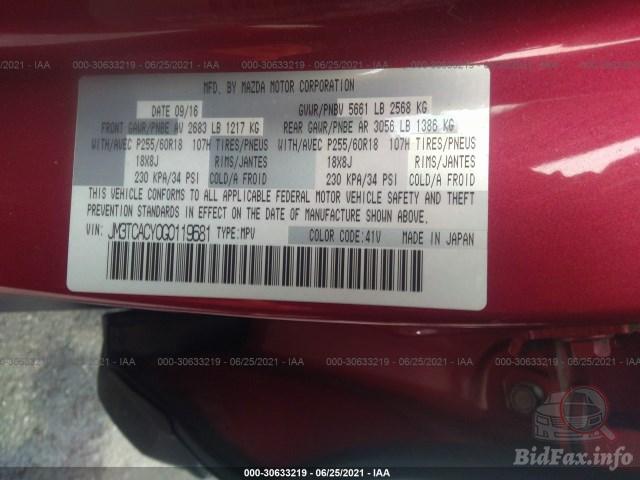 000-30633219 - 06/25/2021 - IAA
MFD. BY MAZDA MOTOR CORPORATION
DATE 09/16 GVWR/PNBV 5661 LB 2568 KG
FRONT GAWR/PNBE AV 2683 LB 1217 KG REAR GAWR/PNBE AR 3056 LB 1386 KG
WITH/AVEC P255/60R18 107H TIRES/PNEUS WITH/AVEC P255/60R18 107H TIRES/PNEUS
18X8J RIMS/JANTES 18X8J RIMS/JANTES
230 KPA/34 PSI COLD/A FROID 230 KPA/34 PSI COLD/A FROID
THIS VEHICLE CONFORMS TO ALL APPLICABLE FEDERAL MOTOR VEHICLE SAFETY AND THEFT
PREVENTION STANDARDS IN EFFECT ON THE DATE OF MANUFACTURE SHOWN ABOVE.
VIN: JM3TCACY0G0119681 TYPE:MPV COLOR CODE:41V MADE IN JAPAN
000-30633219 - 06/25/2021 - IAA
000-30633219 - 06/25/2021 - IAA
BidFax.info